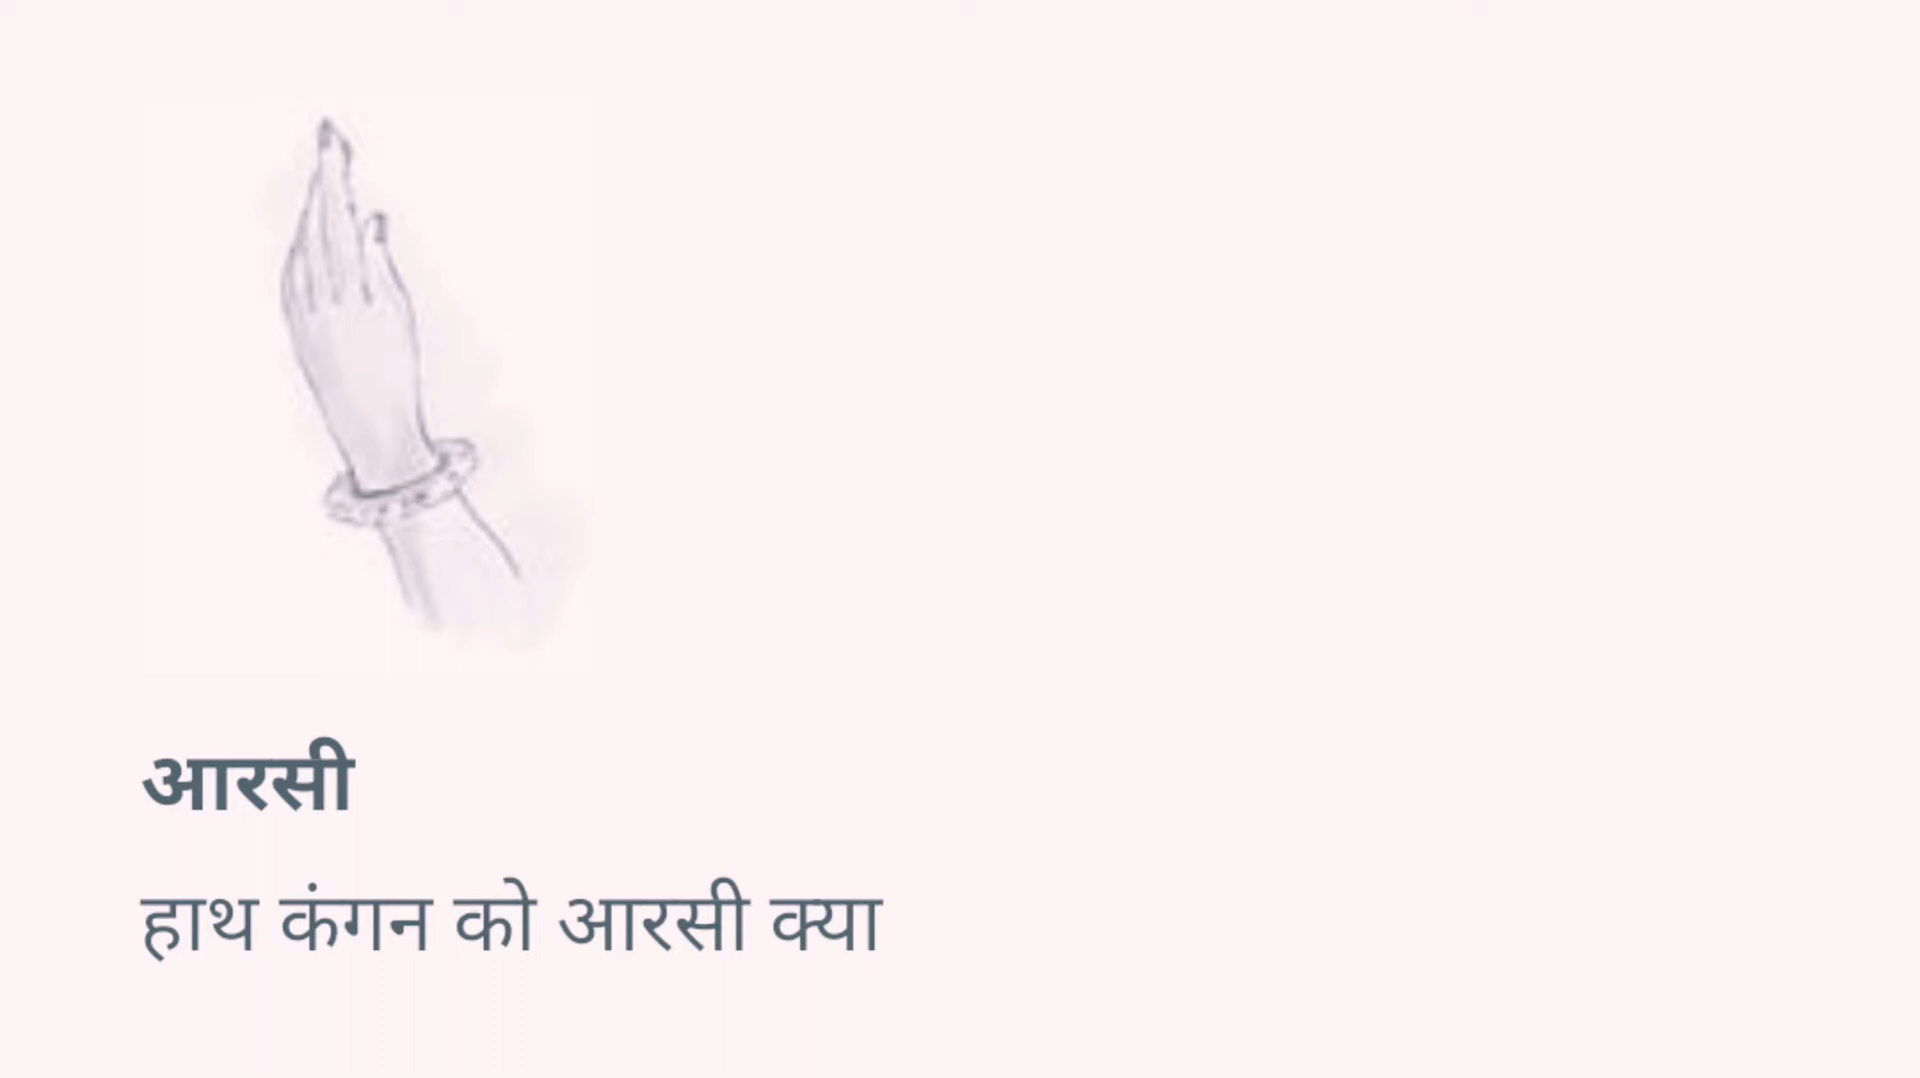 आरसी
हाथ कंगन को आरसी क्या